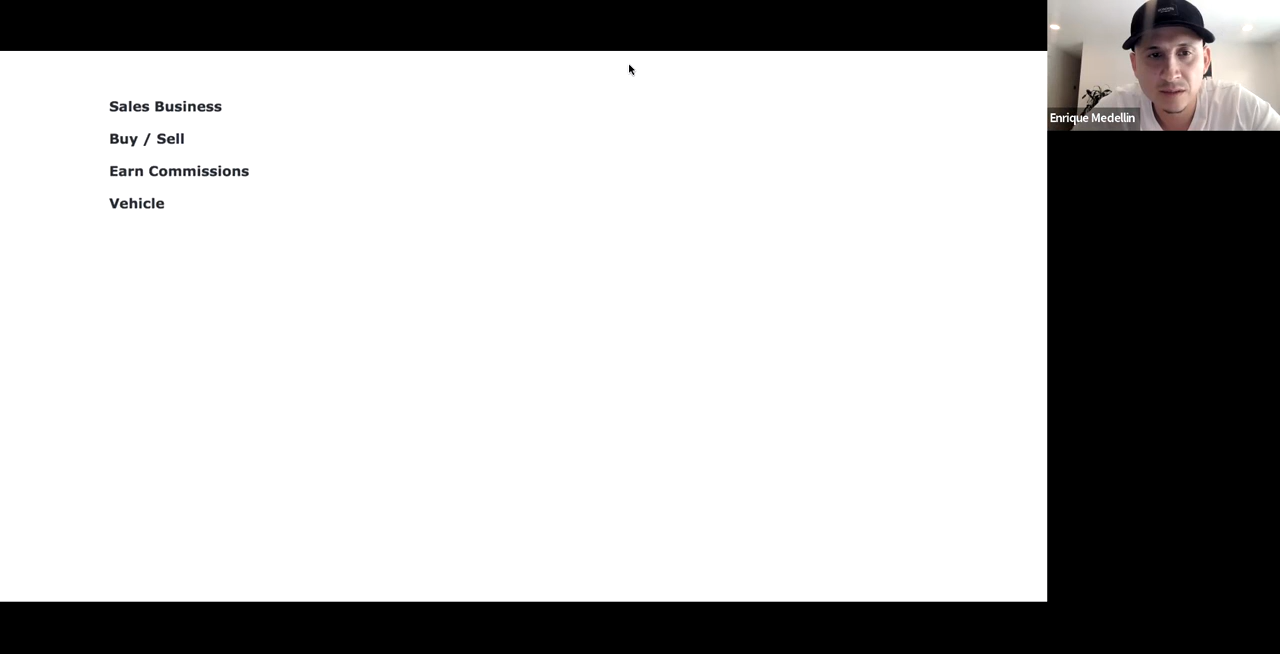 Sales Business
Buy / Sell
Earn Commissions
Vehicle
Enrique Medellin